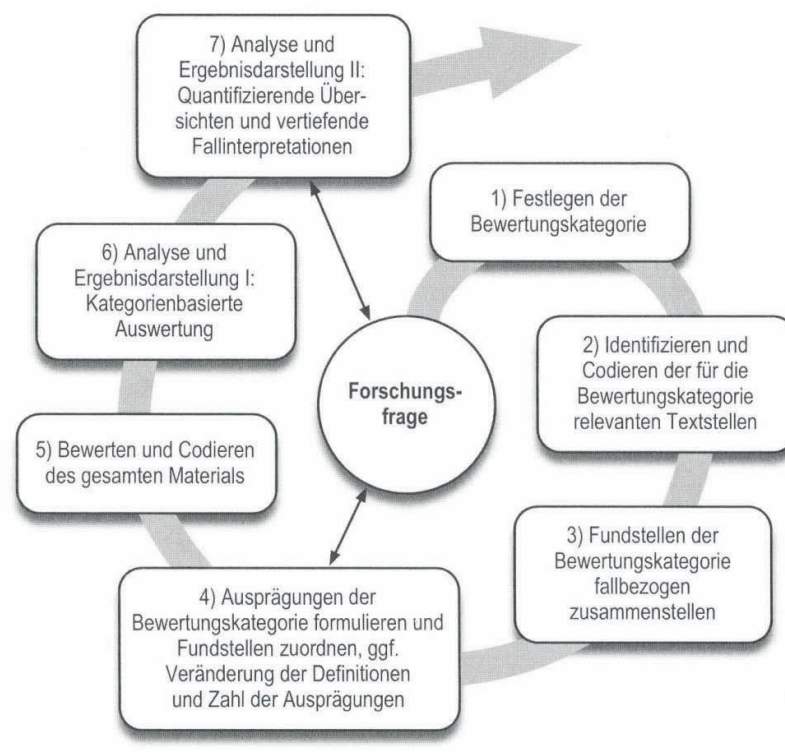 7) Analyse und
Ergebnisdarstellung II:
Quantifizierende Über-
sichten und vertiefende
Fallinterpretationen
1) Festlegen der
Bewertungskategorie
6) Analyse und
Ergebnisdarstellung I:
Kategorienbasierte
Auswertung
2) Identifizieren und
Codieren der für die
Bewertungskategorie
relevanten Textstellen
Forschungs-
frage
5) Bewerten und Codieren
des gesamten Materials
3) Fundstellen der
Bewertungskategorie
fallbezogen
zusammenstellen
4) Ausprägungen der
Bewertungskategorie formulieren und
Fundstellen zuordnen, ggf.
Veränderung der Definitionen
und Zahl der Ausprägungen